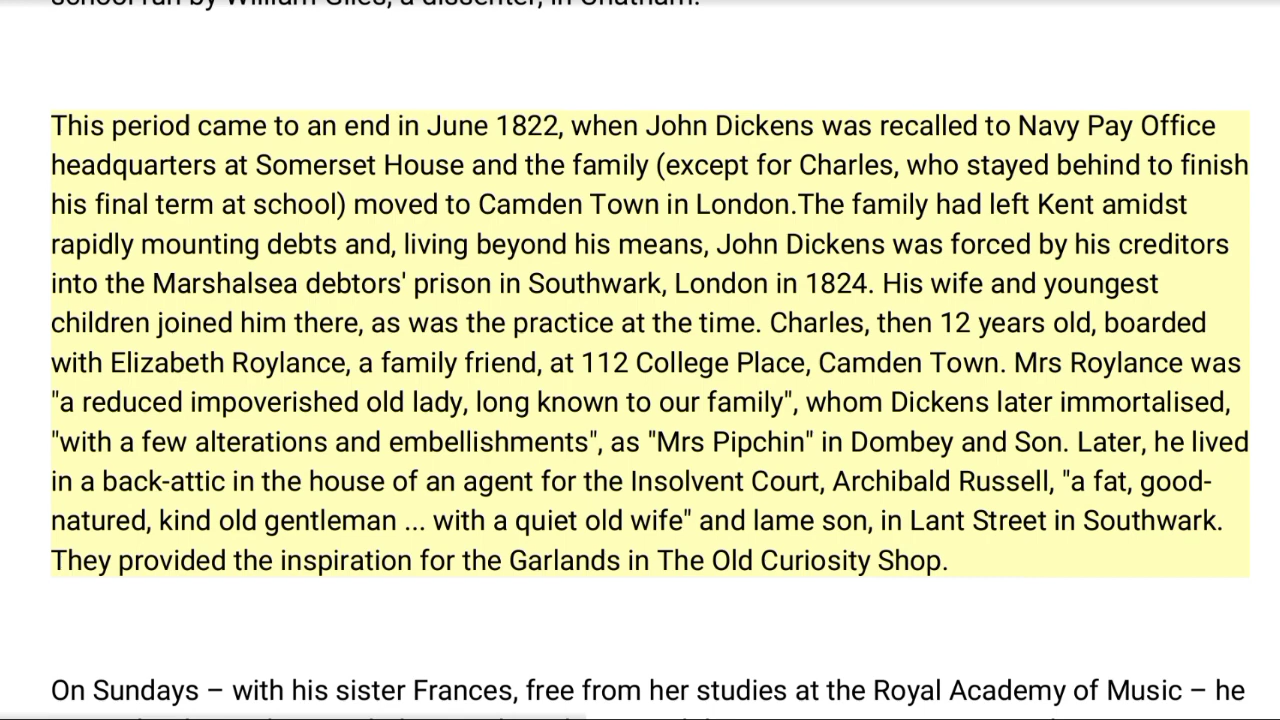 school run by William Giles, a dissenter, in Chatham.
This period came to an end in June 1822, when John Dickens was recalled to Navy Pay Office
headquarters at Somerset House and the family (except for Charles, who stayed behind to finish
his final term at school) moved to Camden Town in London.The family had left Kent amidst
rapidly mounting debts and, living beyond his means, John Dickens was forced by his creditors
into the Marshalsea debtors' prison in Southwark, London in 1824. His wife and youngest
children joined him there, as was the practice at the time. Charles, then 12 years old, boarded
with Elizabeth Roylance, a family friend, at 112 College Place, Camden Town. Mrs Roylance was
"a reduced impoverished old lady, long known to our family", whom Dickens later immortalised,
"with a few alterations and embellishments", as "Mrs Pipchin" in Dombey and Son. Later, he lived
in a back-attic in the house of an agent for the Insolvent Court, Archibald Russell, "a fat, good-
natured, kind old gentleman ... with a quiet old wife" and lame son, in Lant Street in Southwark.
They provided the inspiration for the Garlands in The Old Curiosity Shop.
On Sundays – with his sister Frances, free from her studies at the Royal Academy of Music – he